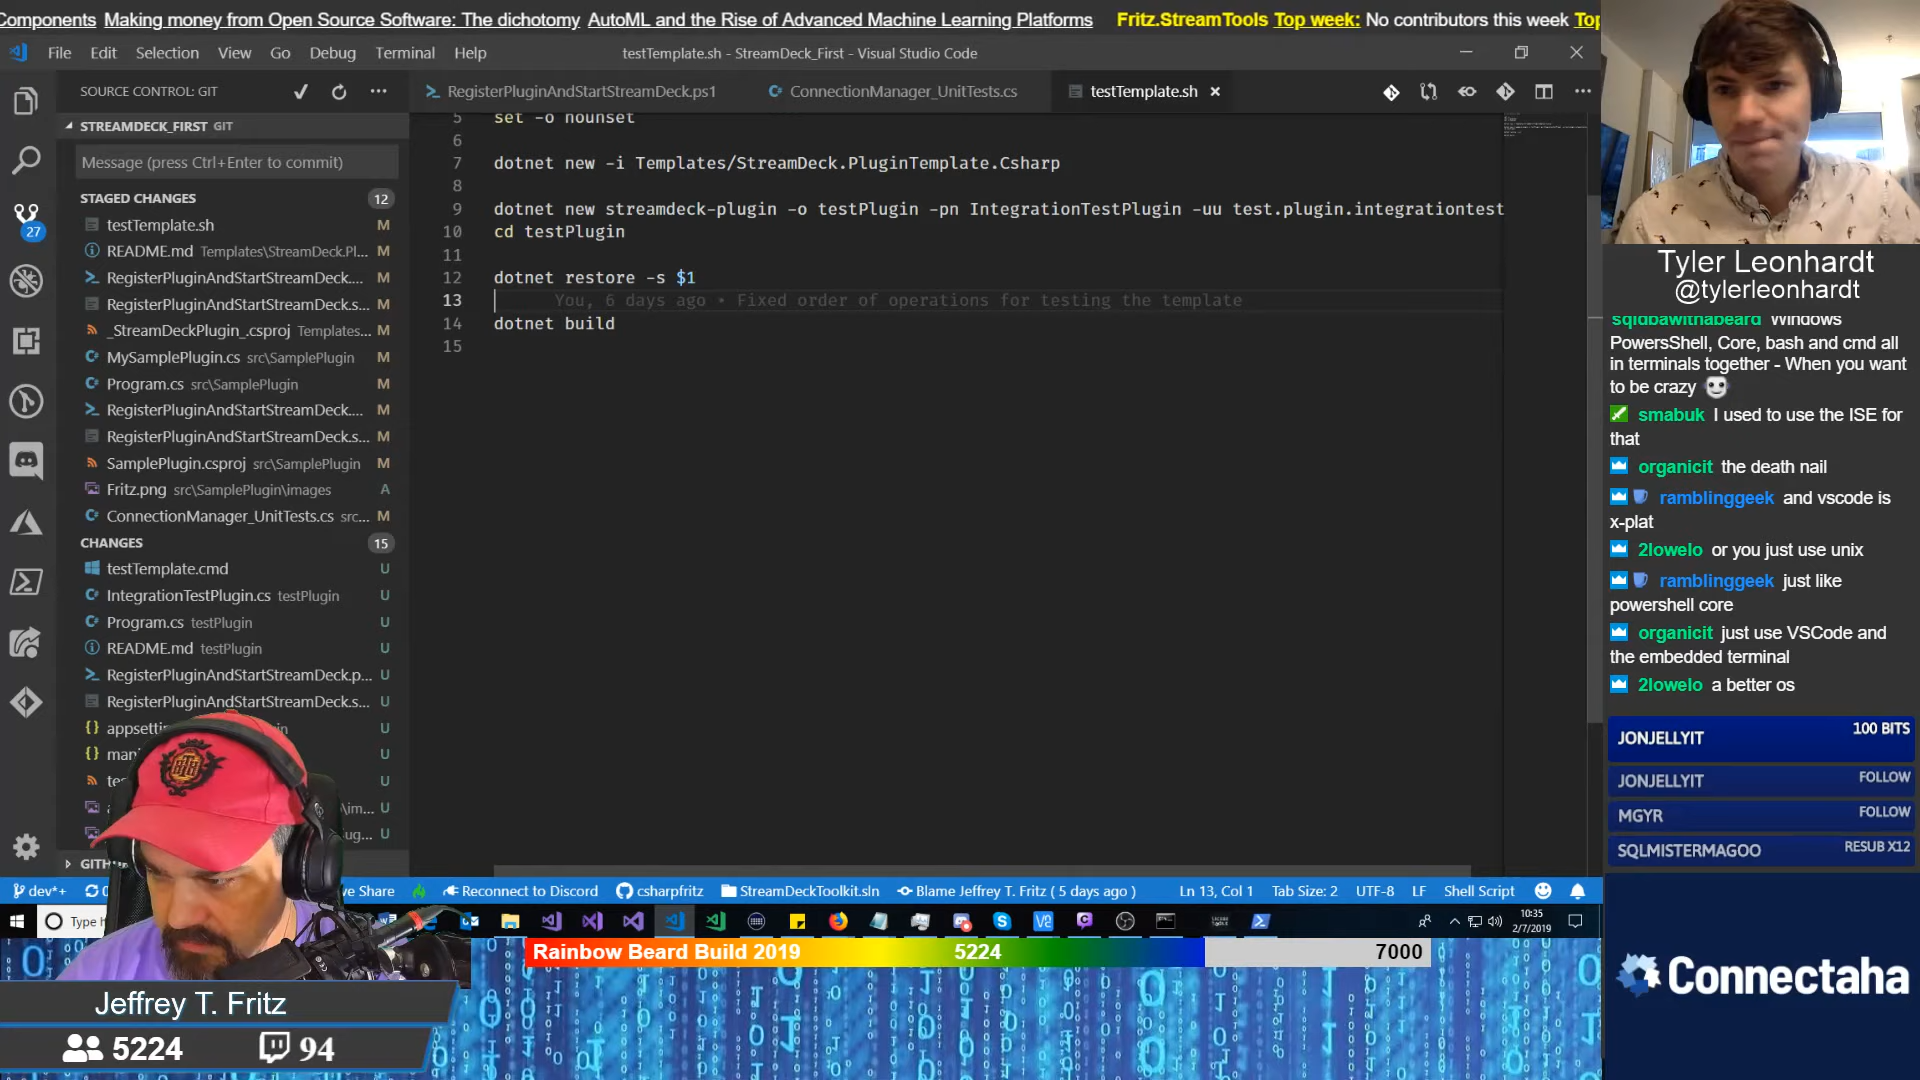 Components Making money from Open Source Software: The dichotomy AutoML and the Rise of Advanced Machine Learning Platforms Fritz.StreamTools Top week: No contributors this week Top
File Edit Selection View Go Debug Terminal Help
testTemplate.sh - StreamDeck_First - Visual Studio Code
SOURCE CONTROL: GIT
RegisterPluginAndStartStreamDeck.ps1
ConnectionManager_UnitTests.cs
testTemplate.sh
STREAMDECK_FIRST GIT
Message (press Ctrl+Enter to commit)
STAGED CHANGES 12
testTemplate.sh M
README.md Templates\StreamDeck.Pl... M
RegisterPluginAndStartStreamDeck.... M
RegisterPluginAndStartStreamDeck.s... M
_StreamDeckPlugin_.csproj Templates... M
MySamplePlugin.cs src\SamplePlugin M
Program.cs src\SamplePlugin M
RegisterPluginAndStartStreamDeck.... M
RegisterPluginAndStartStreamDeck.s... M
SamplePlugin.csproj src\SamplePlugin M
Fritz.png src\SamplePlugin\images A
ConnectionManager_UnitTests.cs src... M
CHANGES 15
testTemplate.cmd U
IntegrationTestPlugin.cs testPlugin U
Program.cs testPlugin U
README.md testPlugin U
RegisterPluginAndStartStreamDeck.p... U
RegisterPluginAndStartStreamDeck.s... U
U
U
U
U
U
27
5 set -o nounset
6
7 dotnet new -i Templates/StreamDeck.PluginTemplate.Csharp
8
9 dotnet new streamdeck-plugin -o testPlugin -pn IntegrationTestPlugin -uu test.plugin.integrationtest
10 cd testPlugin
11
12 dotnet restore -s $1
13 You, 6 days ago • Fixed order of operations for testing the template
14 dotnet build
15
dev*+
Reconnect to Discord csharpfritz StreamDeckToolkit.sln Blame Jeffrey T. Fritz ( 5 days ago ) Ln 13, Col 1 Tab Size: 2 UTF-8 LF Shell Script
10:35
2/7/2019
Rainbow Beard Build 2019 5224 7000
Jeffrey T. Fritz
5224 94
Tyler Leonhardt
@tylerleonhardt
sqldbawithabeard Windows
PowersShell, Core, bash and cmd all
in terminals together - When you want
to be crazy
smabuk I used to use the ISE for
that
organicit the death nail
ramblinggeek and vscode is
x-plat
2lowelo or you just use unix
ramblinggeek just like
powershell core
organicit just use VSCode and
the embedded terminal
2lowelo a better os
JONJELLYIT 100 BITS
JONJELLYIT FOLLOW
MGYR FOLLOW
SQLMISTERMAGOO RESUB X12
Connectaha